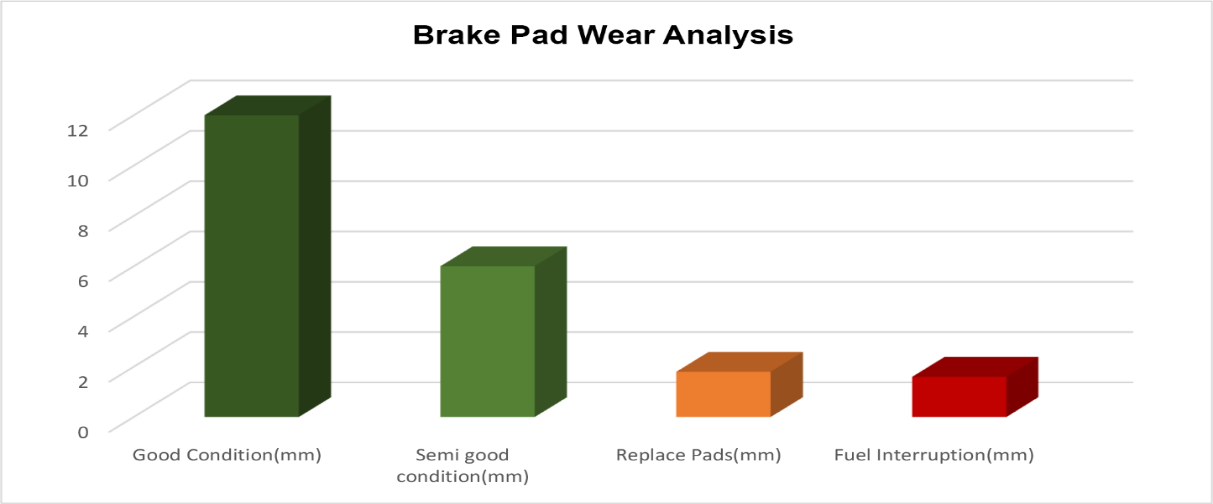 Brake Pad Wear Analysis
12
10
8
6
4
2
0
Good Condition(mm)
Semi good
condition(mm)
Replace Pads(mm)
Fuel Interruption(mm)